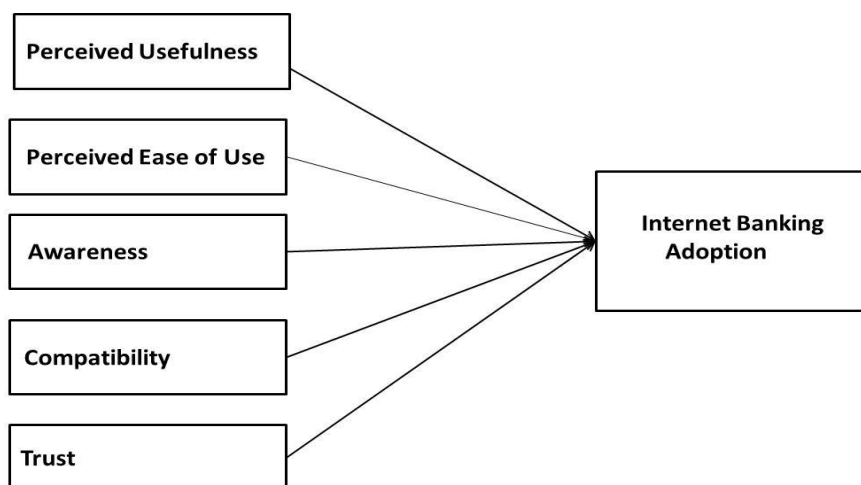 Perceived Usefulness
Perceived Ease of Use
Awareness
Compatibility
Trust
Internet Banking
Adoption